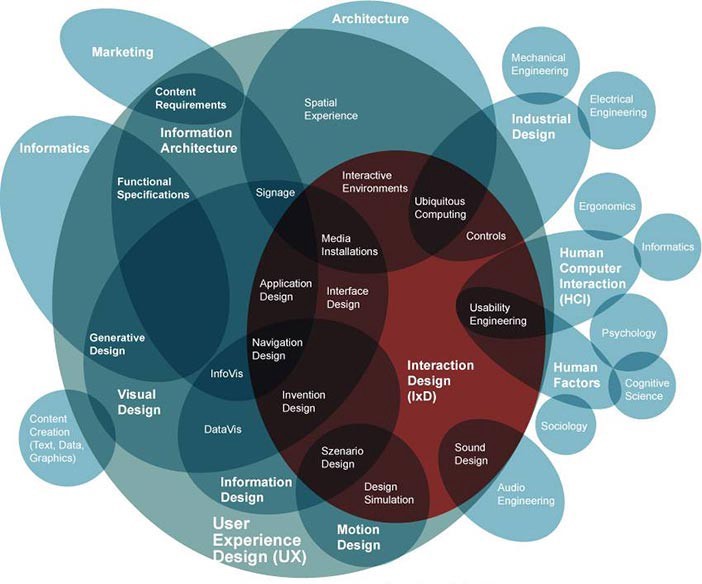 Architecture
Marketing
Mechanical
Engineering
Content
Requirements
Electrical
Engineering
Spatial
Experience
Industrial
Design
Information
Architecture
Informatics
Interactive
Environments
Functional
Specifications
Signage
Ubiquitous
Computing
Ergonomics
Controls
Media
Installations
Informatics
Human
Computer
Interaction
(HCI)
Application
Design
Interface
Design
Usability
Engineering
Psychology
Generative
Design
Navigation
Design
Interaction
Design
(IxD)
Human
Factors
InfoVis
Cognitive
Science
Visual
Design
Invention
Design
Content
Creation
(Text, Data,
Graphics)
DataVis
Sociology
Szenario
Design
Sound
Design
Information
Design
Design
Simulation
Audio
Engineering
User
Experience
Design (UX)
Motion
Design